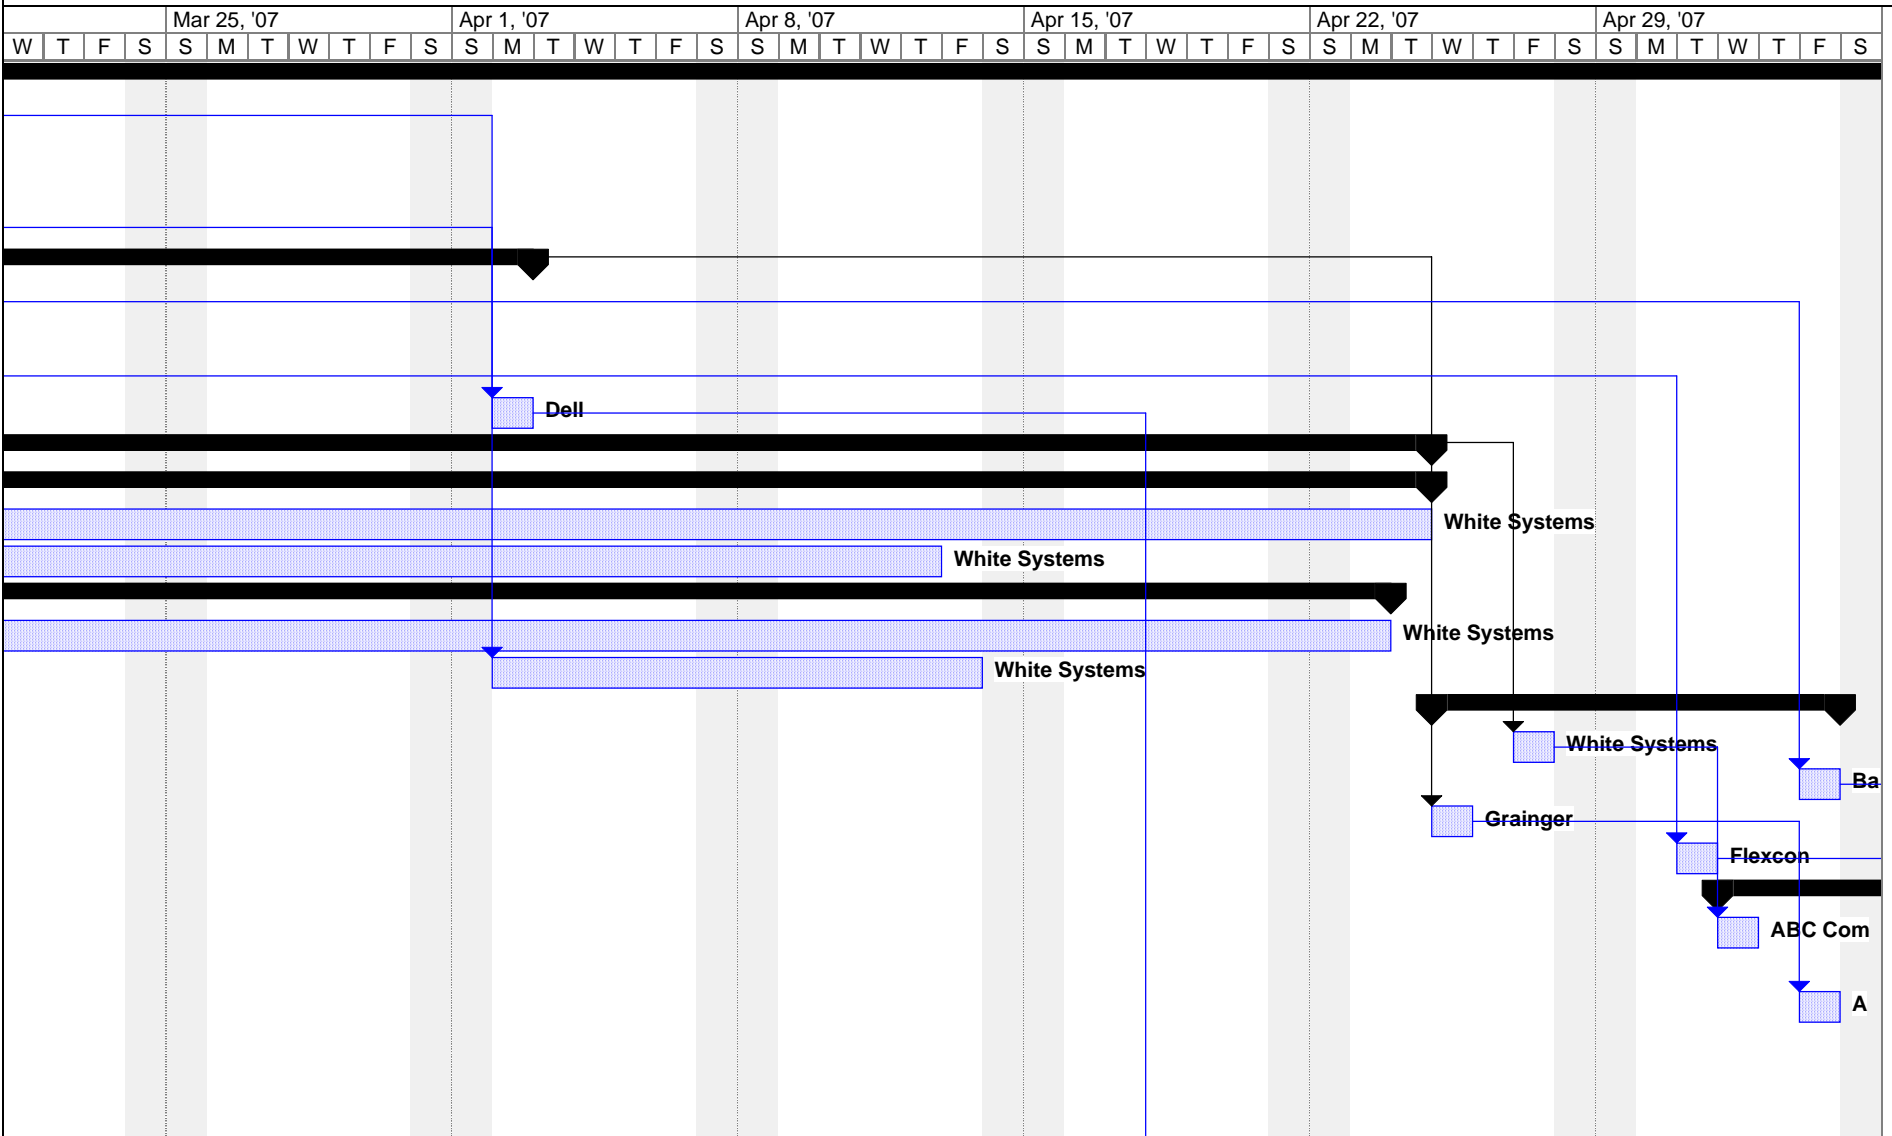 Mar 25, '07 Apr 1, '07 Apr 8, '07 Apr 15, '07 Apr 22, '07 Apr 29, '07
W T F S S M T W T F S S M T W T F S S M T W T F S S M T W T F S S M T W T F S S M T W T F S
Dell
White Systems
White Systems
White Systems
White Systems
White Systems
Ba
Grainger
Flexcon
ABC Com
A